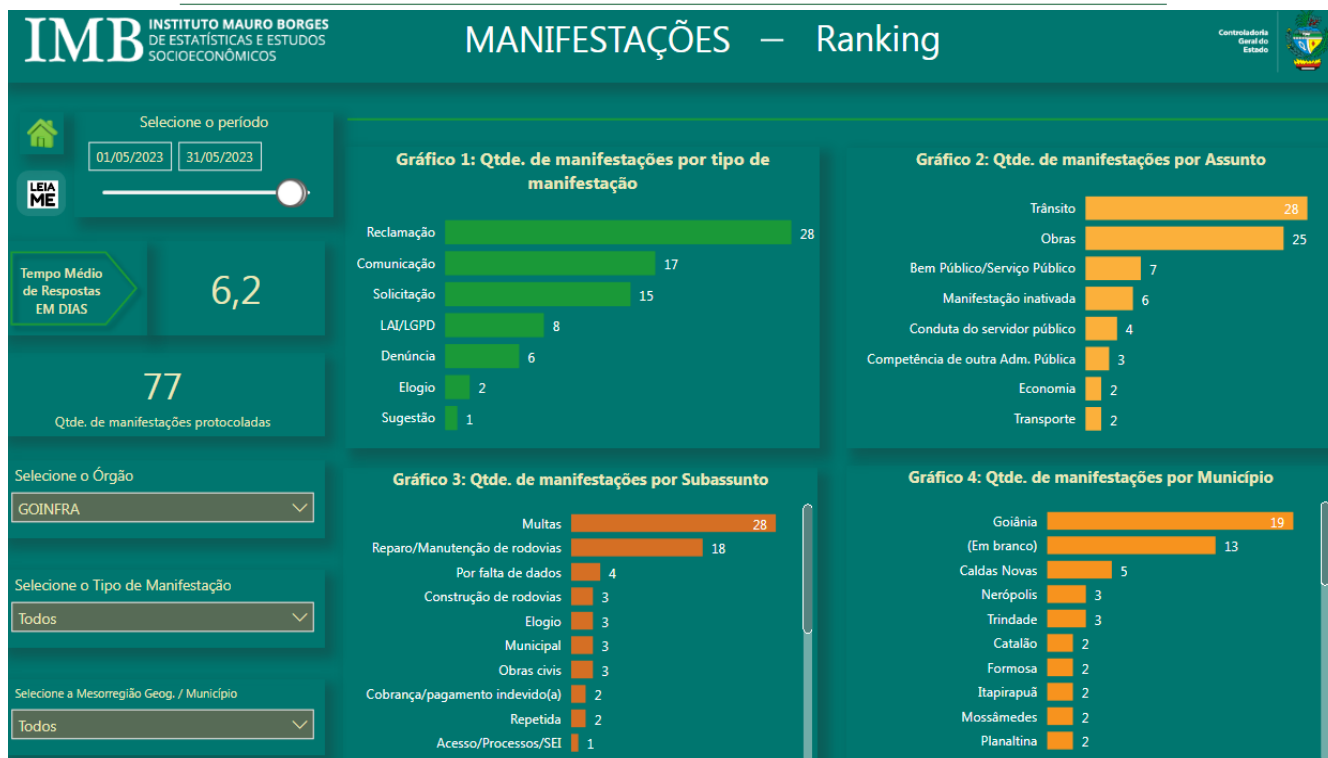 IMB
INSTITUTO MAURO BORGES
DE ESTATÍSTICAS E ESTUDOS
SOCIOECONÔMICOS
MANIFESTAÇÕES – Ranking
Controladoria
Geral do
Estado
Selecione o período
01/05/2023 31/05/2023
LEIA
ME
Tempo Médio
de Respostas
EM DIAS
6,2
77
Qtde. de manifestações protocoladas
Selecione o Órgão
GOINFRA
Selecione o Tipo de Manifestação
Todos
Selecione a Mesorregião Geog. / Município
Todos
Gráfico 1: Qtde. de manifestações por tipo de
manifestação
Reclamação 28
Comunicação 17
Solicitação 15
LAI/LGPD 8
Denúncia 6
Elogio 2
Sugestão 1
Gráfico 2: Qtde. de manifestações por Assunto
Trânsito 28
Obras 25
Bem Público/Serviço Público 7
Manifestação inativada 6
Conduta do servidor público 4
Competência de outra Adm. Pública 3
Economia 2
Transporte 2
Gráfico 3: Qtde. de manifestações por Subassunto
Multas 28
Reparo/Manutenção de rodovias 18
Por falta de dados 4
Construção de rodovias 3
Elogio 3
Municipal 3
Obras civis 3
Cobrança/pagamento indevido(a) 2
Repetida 2
Acesso/Processos/SEI 1
Gráfico 4: Qtde. de manifestações por Município
Goiânia 19
(Em branco) 13
Caldas Novas 5
Nerópolis 3
Trindade 3
Catalão 2
Formosa 2
Itapirapuã 2
Mossâmedes 2
Planaltina 2